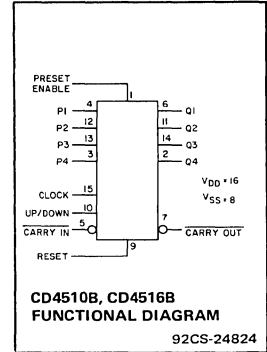 PRESET
ENABLE
1
P1 4 6 Q1
P2 12 11 Q2
P3 13 14 Q3
P4 3 2 Q4
VDD = 16
CLOCK 15
VSS = 8
UP/DOWN 10
CARRY IN 5 7 CARRY OUT
RESET 9
CD4510B, CD4516B
FUNCTIONAL DIAGRAM
92CS-24824